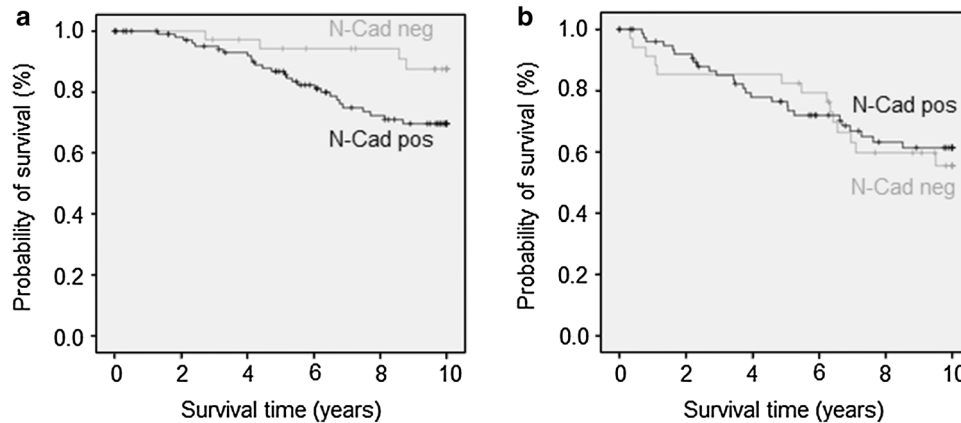 a
Probability of survival (%)
1.0
0.8
0.6
0.4
0.2
0.0
N-Cad neg
N-Cad pos
0 2 4 6 8 10
Survival time (years)
b
Probability of survival (%)
1.0
0.8
0.6
0.4
0.2
0.0
N-Cad pos
N-Cad neg
0 2 4 6 8 10
Survival time (years)